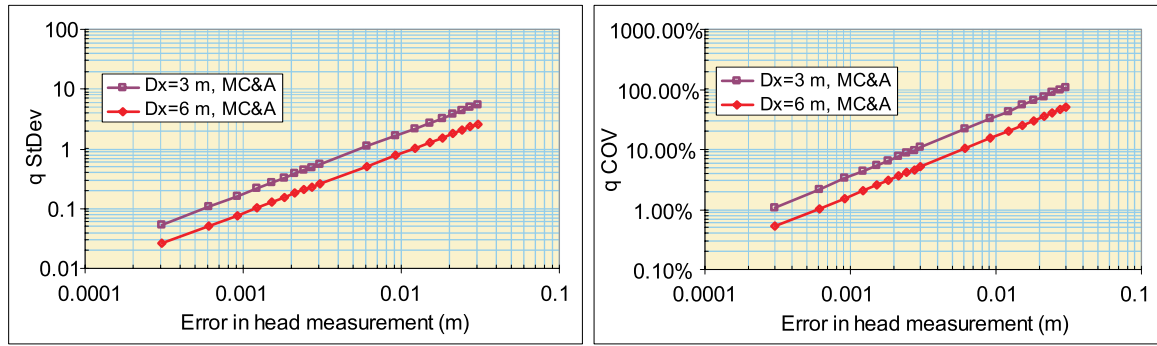 100
10
1
0.1
0.01
q StDev
Dx=3 m, MC&A
Dx=6 m, MC&A
0.0001
0.001
0.01
0.1
Error in head measurement (m)
1000.00%
100.00%
10.00%
1.00%
0.10%
q COV
Dx=3 m, MC&A
Dx=6 m, MC&A
0.0001
0.001
0.01
0.1
Error in head measurement (m)